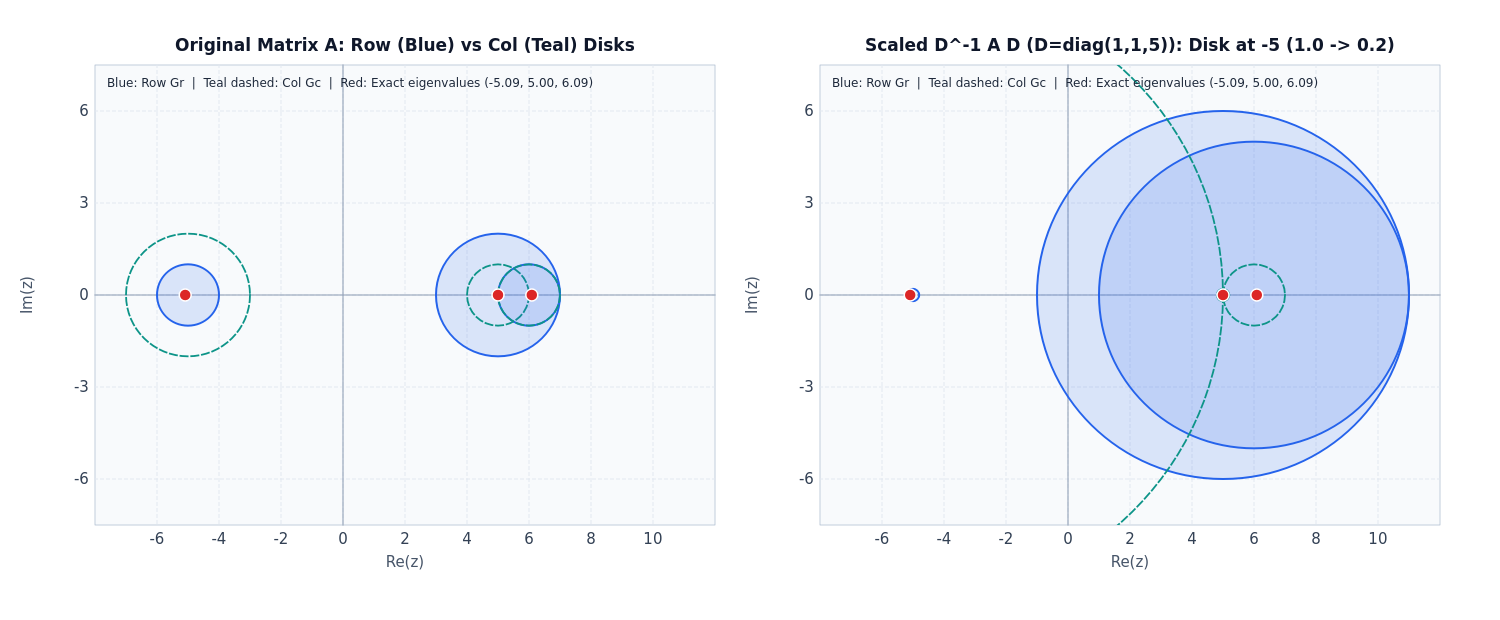 Original Matrix A: Row (Blue) vs Col (Teal) Disks
Blue: Row Gr | Teal dashed: Col Gc | Red: Exact eigenvalues (-5.09, 5.00, 6.09)
6
3
0
-3
-6
Im(z)
-6 -4 -2 0 2 4 6 8 10
Re(z)
Scaled D^-1 A D (D=diag(1,1,5)): Disk at -5 (1.0 -> 0.2)
Blue: Row Gr | Teal dashed: Col Gc | Red: Exact eigenvalues (-5.09, 5.00, 6.09)
6
3
0
-3
-6
Im(z)
-6 -4 -2 0 2 4 6 8 10
Re(z)